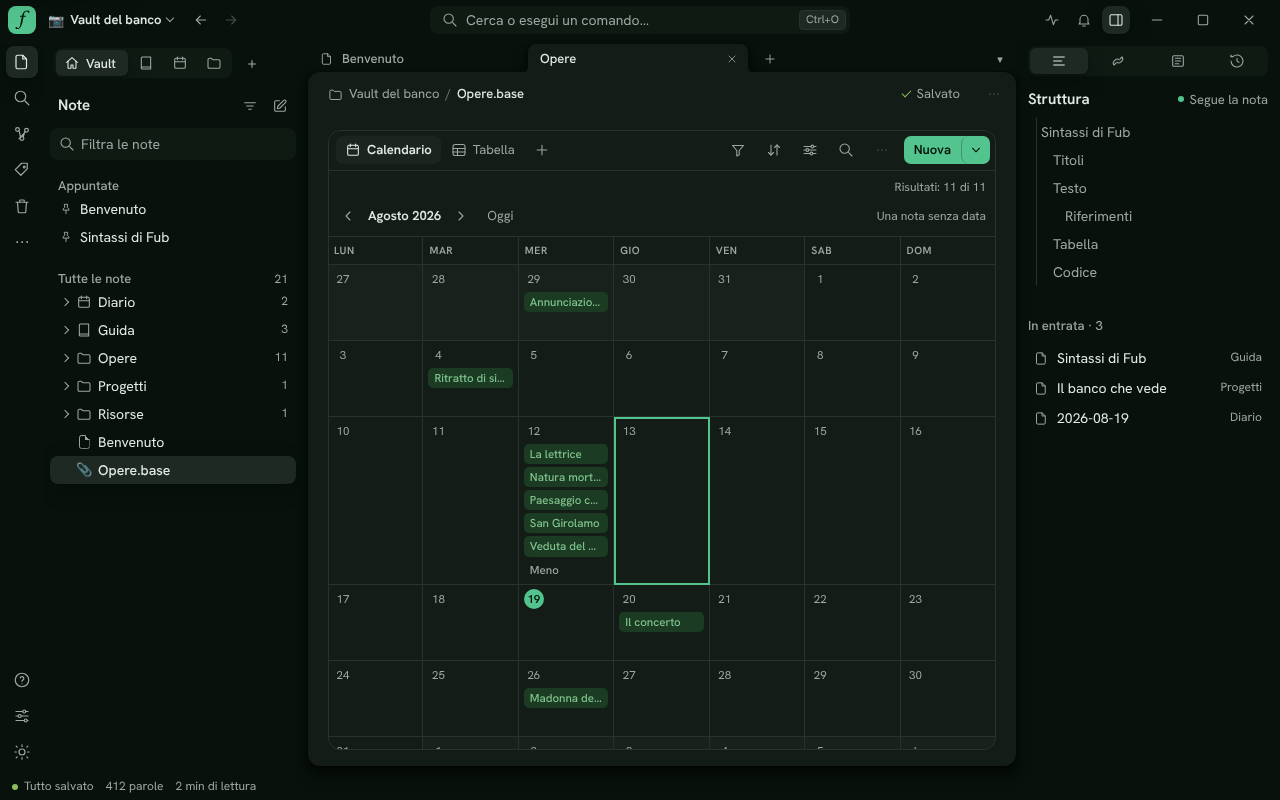 Vault del banco
Cerca o esegui un comando…
Ctrl+O
Vault
Benvenuto
Opere
Note
Filtra le note
Appuntate
Benvenuto
Sintassi di Fub
Tutte le note 21
Diario 2
Guida 3
Opere 11
Progetti 1
Risorse 1
Benvenuto
Opere.base
Vault del banco / Opere.base
Salvato
Calendario
Tabella
Nuova
Risultati: 11 di 11
Agosto 2026
Oggi
Una nota senza data
LUN MAR MER GIO VEN SAB DOM
27 28 29 30 31 1 2
Annunciazio…
3 4 5 6 7 8 9
Ritratto di si…
10 11 12 13 14 15 16
La lettrice
Natura mort…
Paesaggio c…
San Girolamo
Veduta del …
Meno
17 18 19 20 21 22 23
Il concerto
24 25 26 27 28 29 30
Madonna de…
Struttura
Segue la nota
Sintassi di Fub
Titoli
Testo
Riferimenti
Tabella
Codice
In entrata · 3
Sintassi di Fub Guida
Il banco che vede Progetti
2026-08-19 Diario
Tutto salvato 412 parole 2 min di lettura